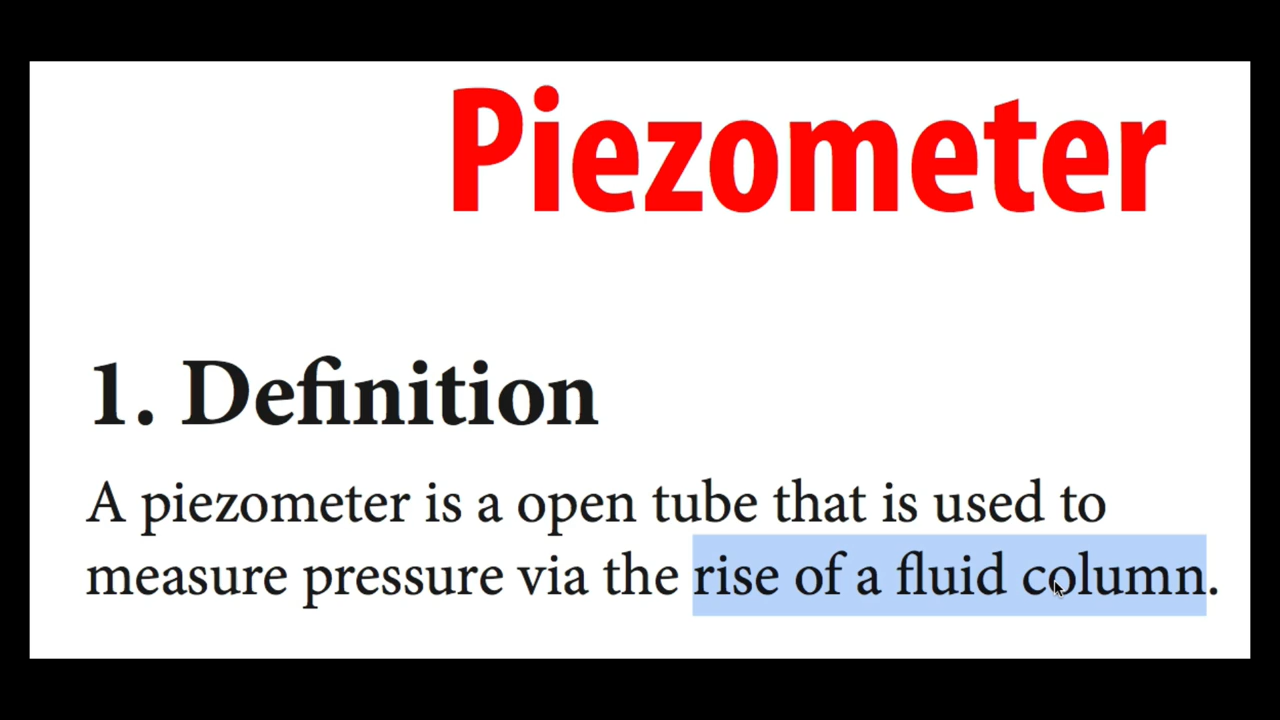 Piezometer
1. Definition
A piezometer is a open tube that is used to
measure pressure via the rise of a fluid column.